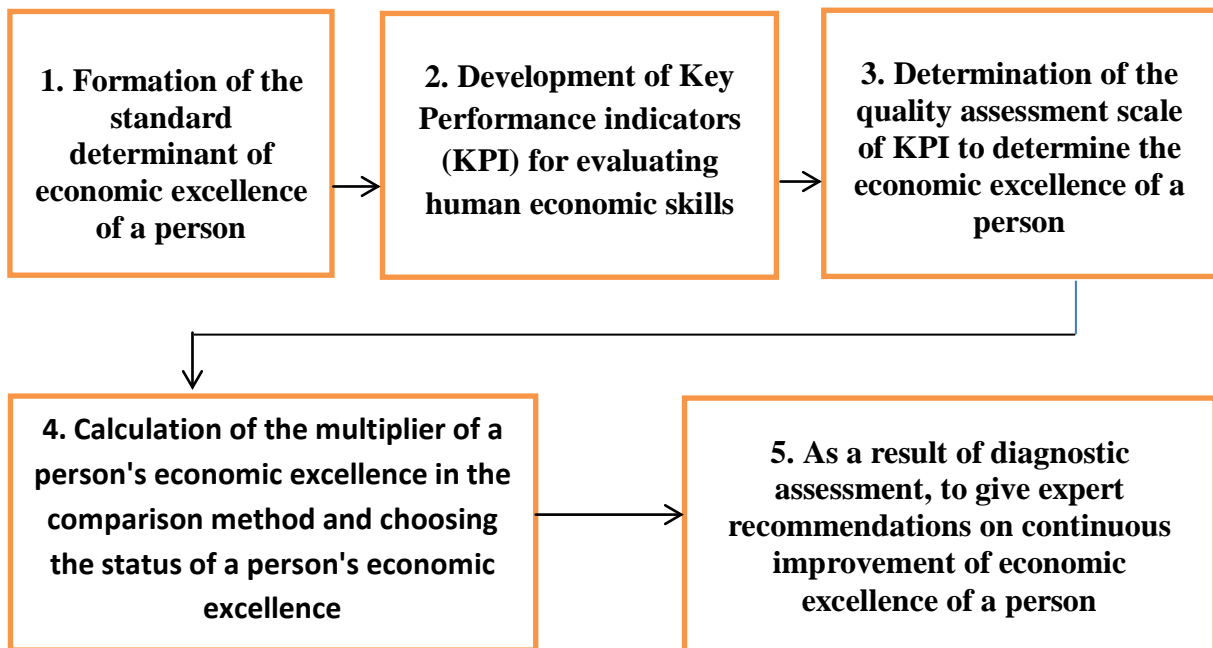 1. Formation of the
standard
determinant of
economic excellence
of a person
2. Development of Key
Performance indicators
(KPI) for evaluating
human economic skills
3. Determination of the
quality assessment scale
of KPI to determine the
economic excellence of a
person
4. Calculation of the multiplier of a
person's economic excellence in the
comparison method and choosing
the status of a person's economic
excellence
5. As a result of diagnostic
assessment, to give expert
recommendations on continuous
improvement of economic
excellence of a person